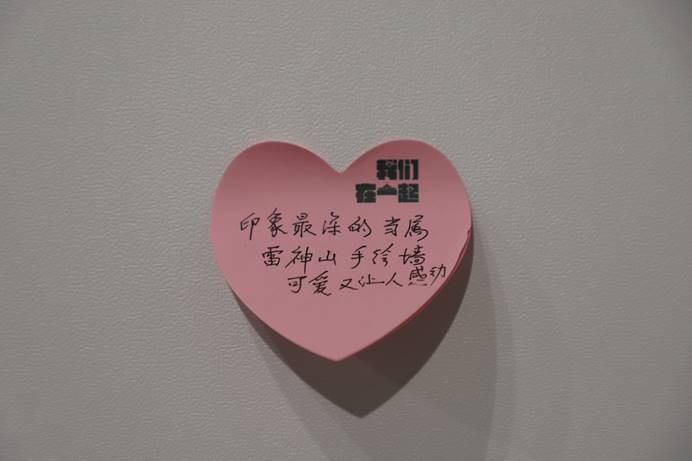 我们
在一起
印象最深的当属
雷神山手绘墙
可爱又让人感动